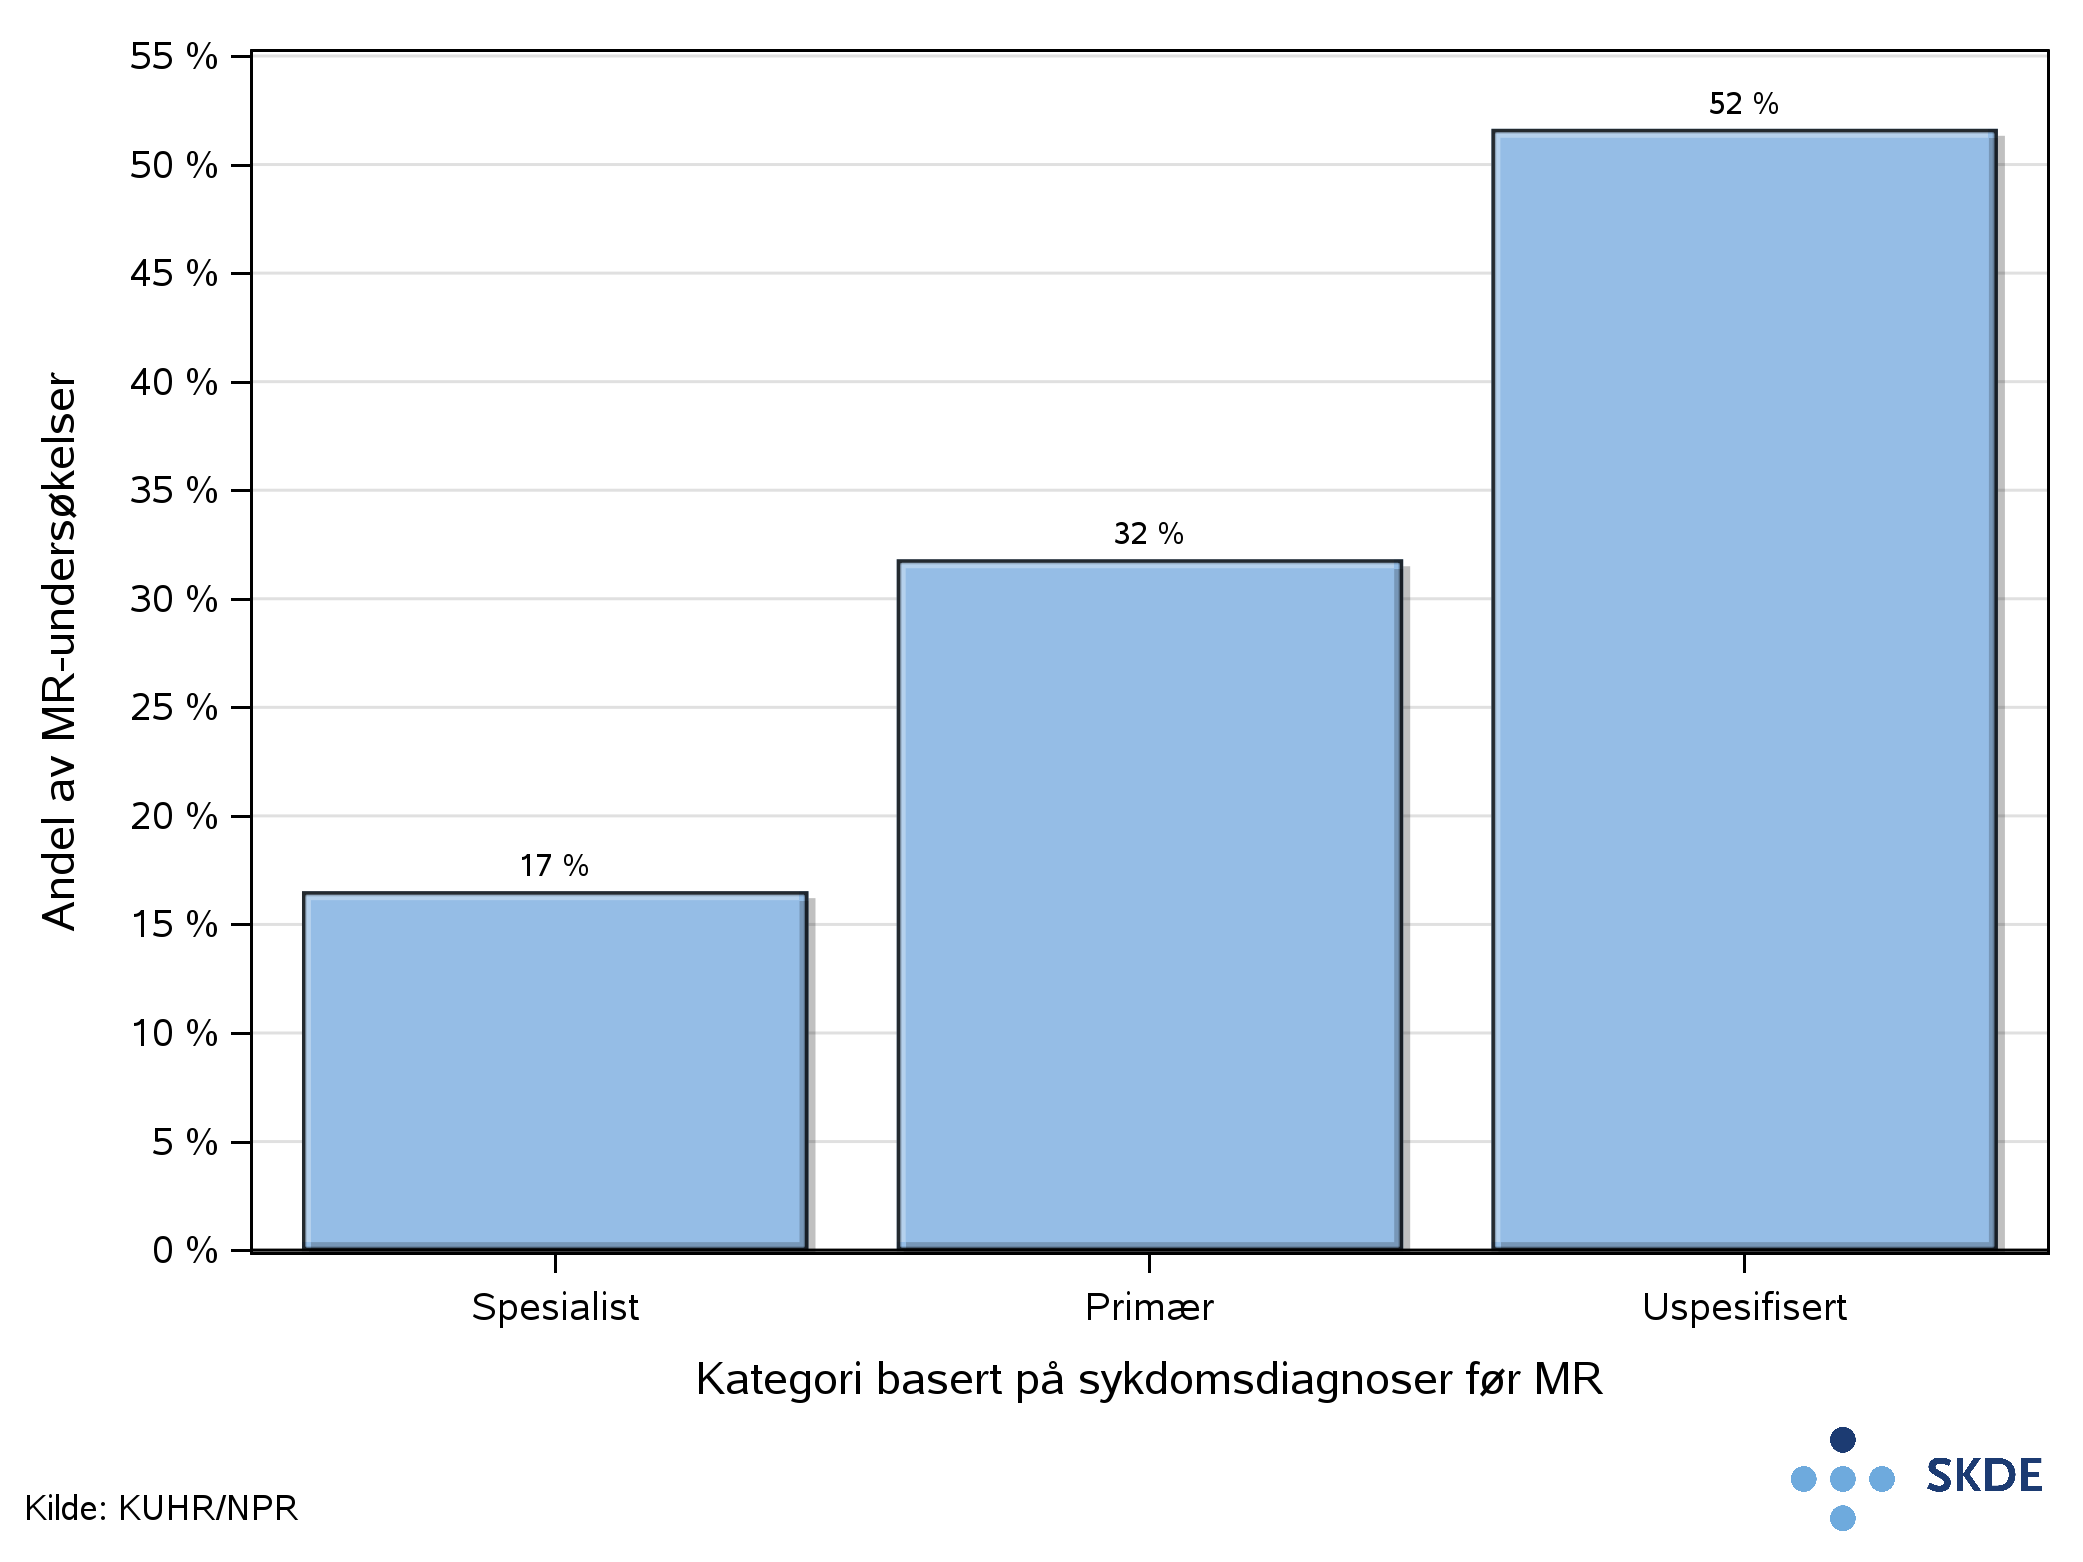 55 %
50 %
45 %
40 %
35 %
30 %
25 %
20 %
15 %
10 %
5 %
0 %
Andel av MR-undersøkelser
17 %
32 %
52 %
Spesialist
Primær
Uspesifisert
Kategori basert på sykdomsdiagnoser før MR
Kilde: KUHR/NPR
SKDE